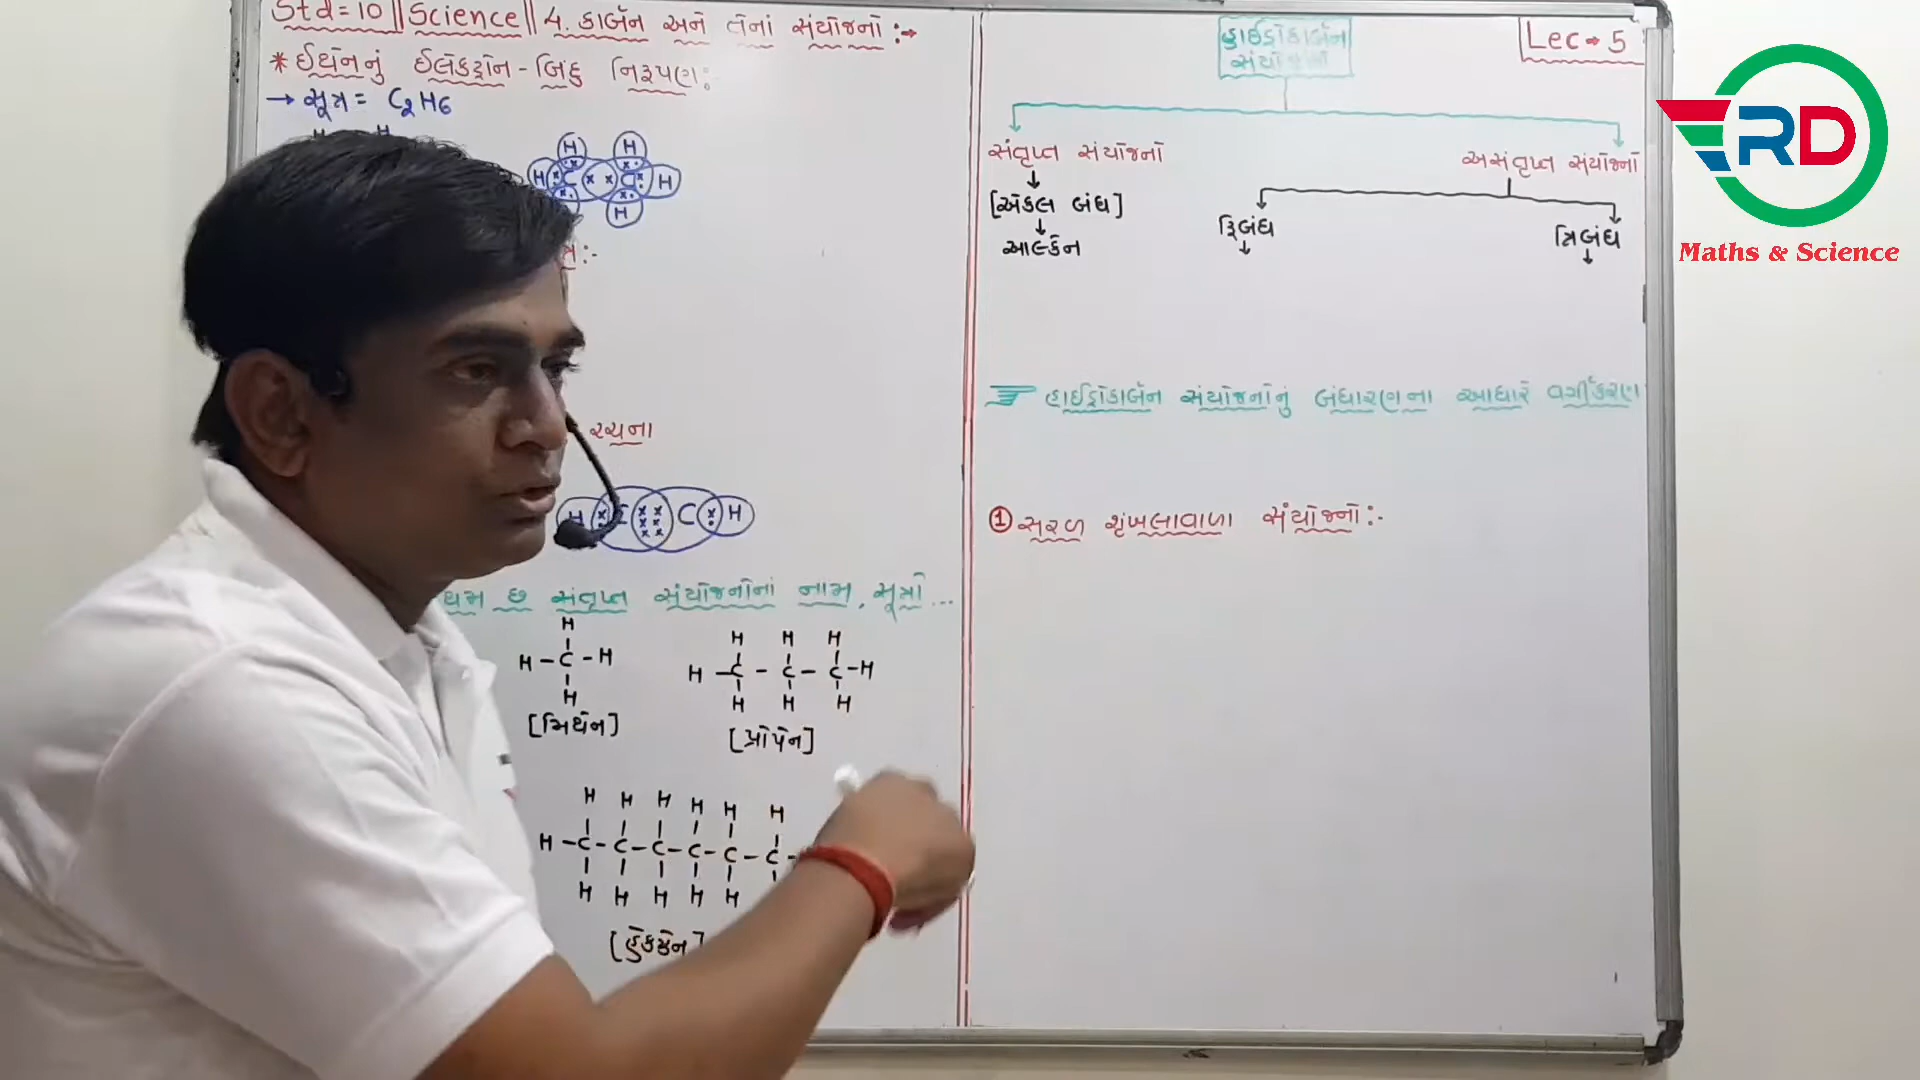 Std = 10 || Science || 4. કાર્બન અને તેનાં સંયોજનો :→
* ઈથેનનું ઈલેક્ટ્રોન - બિંદુ નિરૂપણ :
→ સૂત્ર = C₂H₆
H H
H C C H
H
રચના
H C C H
છ સંતૃપ્ત સંયોજનોનાં નામ, સૂત્રો ...
H
H - C - H
H
[મિથેન]
H H H
H - C - C - C - H
H H H
[પ્રોપેન]
H H H H H H
H - C - C - C - C - C - C -
H H H H H
[હેક્ઝેન]
હાઈડ્રોકાર્બન
સંયોજનો
Lec → 5
સંતૃપ્ત સંયોજનો
[એકલ બંધ]
આલ્કેન
અસંતૃપ્ત સંયોજનો
દ્વિબંધ
ત્રિબંધ
હાઈડ્રોકાર્બન સંયોજનોનું બંધારણના આધારે વર્ગીકરણ
① સરળ શૃંખલાવાળા સંયોજનો :-
RD
Maths & Science